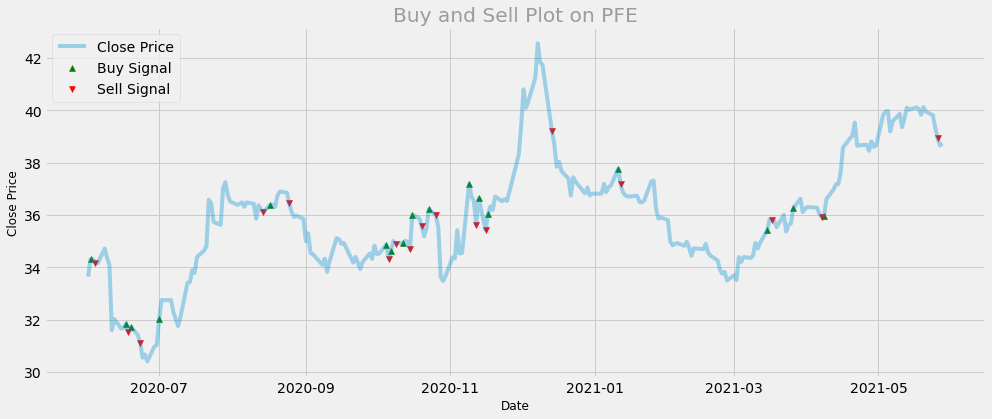 Buy and Sell Plot on PFE
Close Price
Buy Signal
Sell Signal
Close Price
42
40
38
36
34
32
30
2020-07 2020-09 2020-11 2021-01 2021-03 2021-05
Date